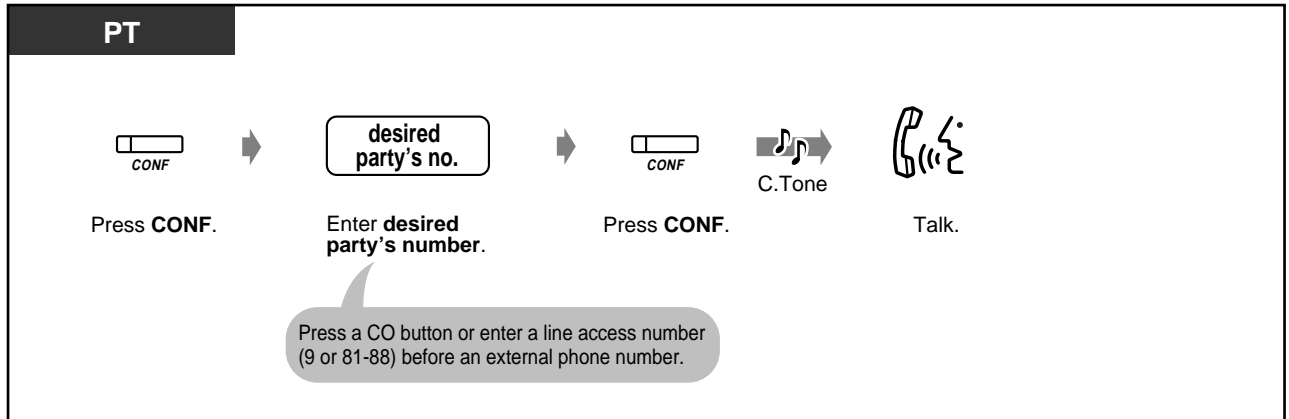 PT
CONF
desired
party’s no.
CONF
C.Tone
Press CONF.
Enter desired
party’s number.
Press CONF.
Talk.
Press a CO button or enter a line access number
(9 or 81-88) before an external phone number.